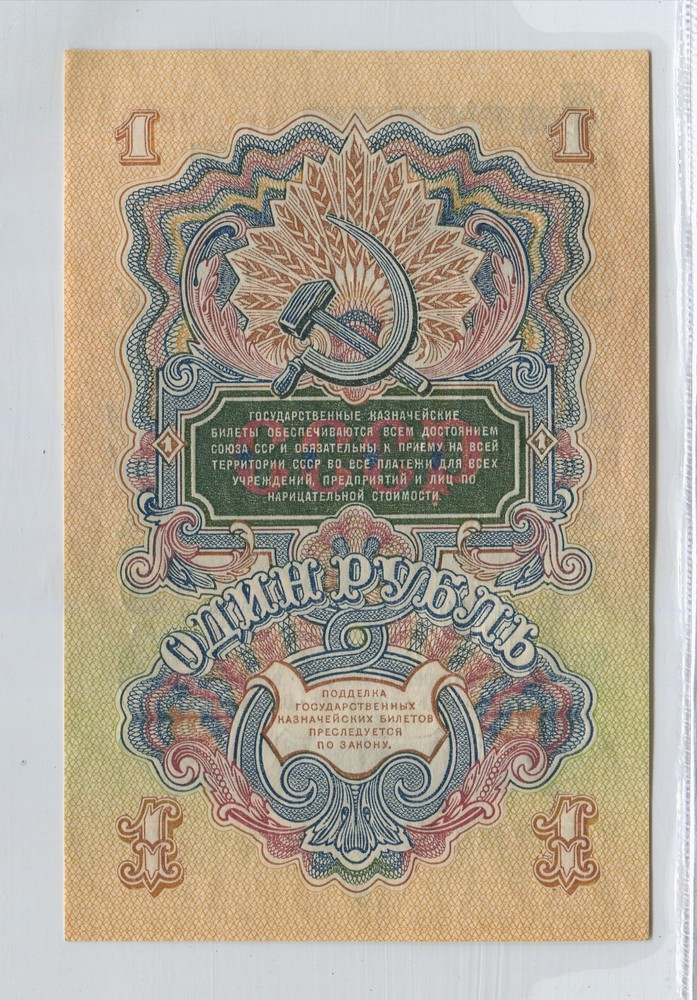 1 1
ГОСУДАРСТВЕННЫЕ КАЗНАЧЕЙСКИЕ
БИЛЕТЫ ОБЕСПЕЧИВАЮТСЯ ВСЕМ ДОСТОЯНИЕМ
СОЮЗА ССР И ОБЯЗАТЕЛЬНЫ К ПРИЕМУ НА ВСЕЙ
ТЕРРИТОРИИ СССР ВО ВСЕ ПЛАТЕЖИ ДЛЯ ВСЕХ
УЧРЕЖДЕНИЙ, ПРЕДПРИЯТИЙ И ЛИЦ ПО
НАРИЦАТЕЛЬНОЙ СТОИМОСТИ.
СССР
1 1
ОДИН РУБЛЬ
ПОДДЕЛКА
ГОСУДАРСТВЕННЫХ
КАЗНАЧЕЙСКИХ БИЛЕТОВ
ПРЕСЛЕДУЕТСЯ
ПО ЗАКОНУ.
1 1